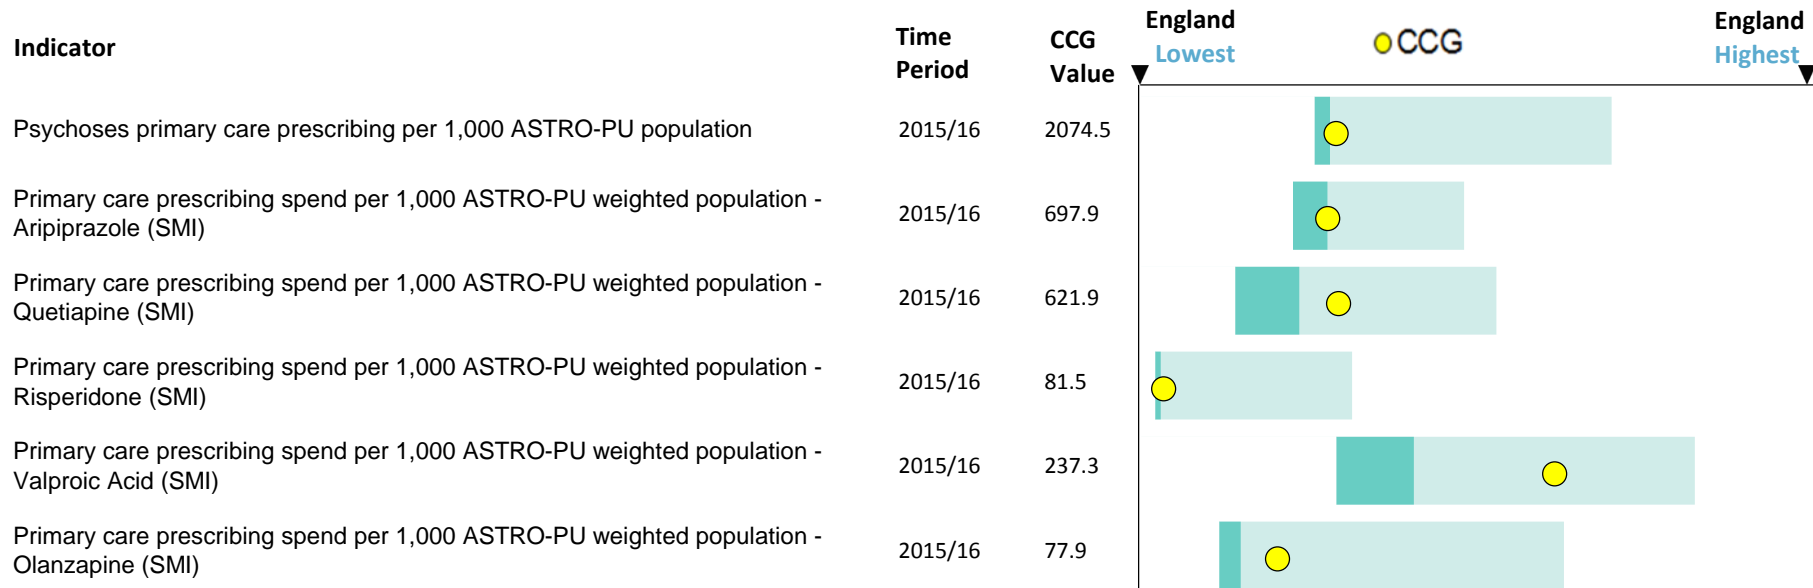 Indicator
Time
Period
CCG
Value
England
Lowest
CCG
England
Highest
Psychoses primary care prescribing per 1,000 ASTRO-PU population
2015/16
2074.5
Primary care prescribing spend per 1,000 ASTRO-PU weighted population -
Aripiprazole (SMI)
2015/16
697.9
Primary care prescribing spend per 1,000 ASTRO-PU weighted population -
Quetiapine (SMI)
2015/16
621.9
Primary care prescribing spend per 1,000 ASTRO-PU weighted population -
Risperidone (SMI)
2015/16
81.5
Primary care prescribing spend per 1,000 ASTRO-PU weighted population -
Valproic Acid (SMI)
2015/16
237.3
Primary care prescribing spend per 1,000 ASTRO-PU weighted population -
Olanzapine (SMI)
2015/16
77.9